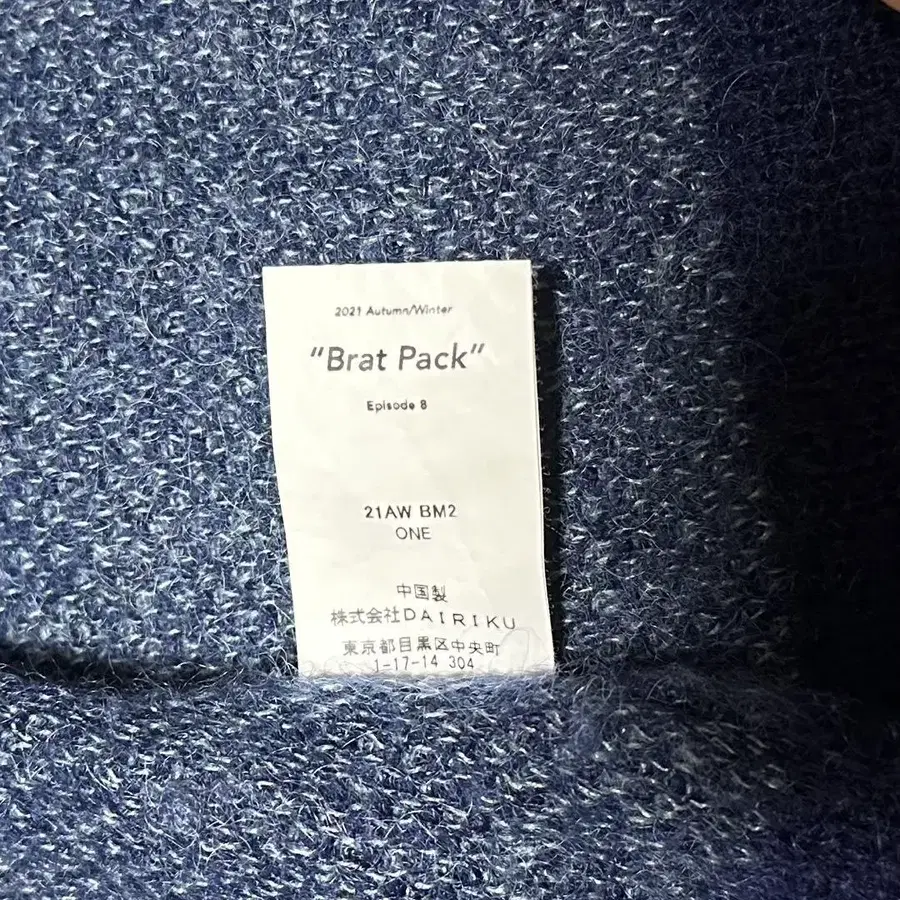 2021 Autumn/Winter
“Brat Pack”
Episode 8
21AW BM2
ONE
中国製
株式会社DAIRIKU
東京都目黒区中央町
1-17-14 304